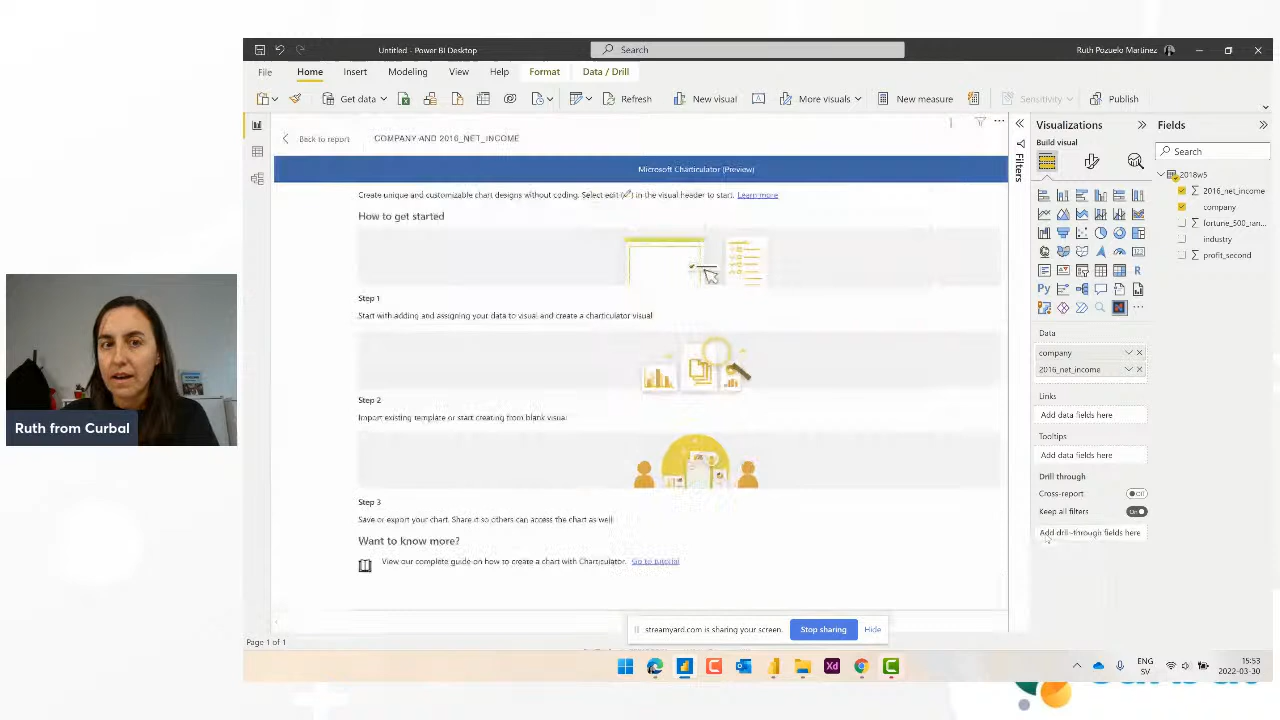 Untitled - Power BI Desktop
Search
Ruth Pozuelo Martinez
File
Home
Insert
Modeling
View
Help
Format
Data / Drill
Get data
Refresh
New visual
More visuals
New measure
Sensitivity
Publish
Back to report
COMPANY AND 2016_NET_INCOME
Microsoft Charticulator (Preview)
Create unique and customizable chart designs without coding. Select edit ( ) in the visual header to start. Learn more
How to get started
Step 1
Start with adding and assigning your data to visual and create a charticulator visual
Step 2
Import existing template or start creating from blank visual
Step 3
Save or export your chart. Share it so others can access the chart as well
Want to know more?
View our complete guide on how to create a chart with Charticulator. Go to tutorial
Filters
Visualizations
Build visual
R
Py
123
Data
company
2016_net_income
Links
Add data fields here
Tooltips
Add data fields here
Drill through
Cross-report
Off
Keep all filters
On
Add drill-through fields here
Fields
Search
2018w5
2016_net_income
company
fortune_500_ran...
industry
profit_second
Ruth from Curbal
streamyard.com is sharing your screen.
Stop sharing
Hide
Page 1 of 1
Xd
ENG
SV
15:53
2022-03-30